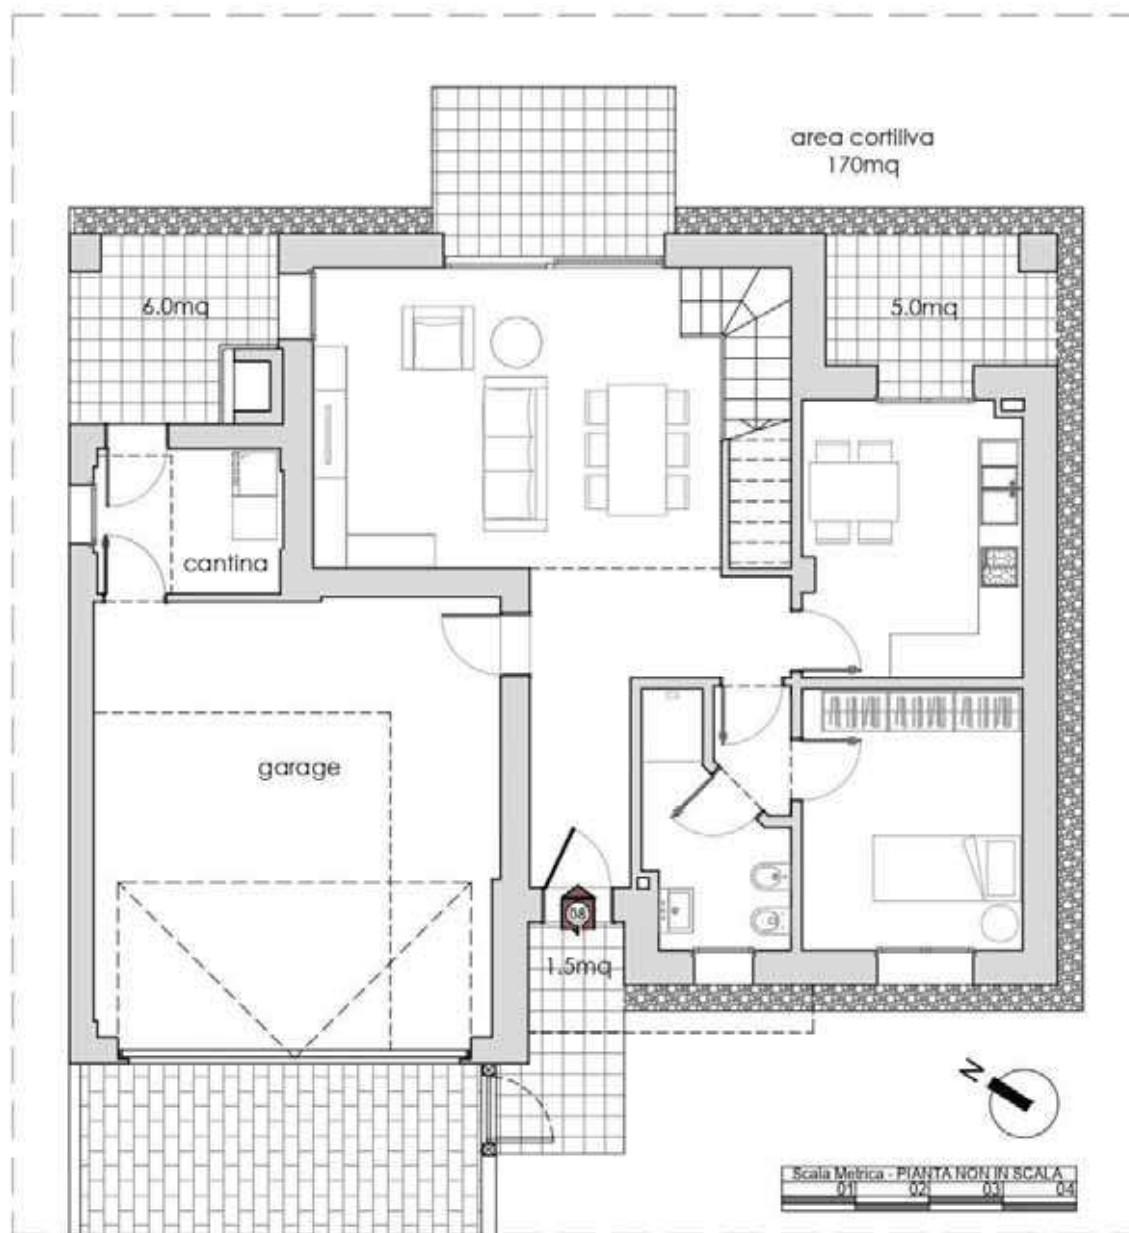 area cortiliva
170mq
6.0mq
5.0mq
cantina
garage
08
1.5mq
N
Scala Metrica - PIANTA NON IN SCALA
01 02 03 04